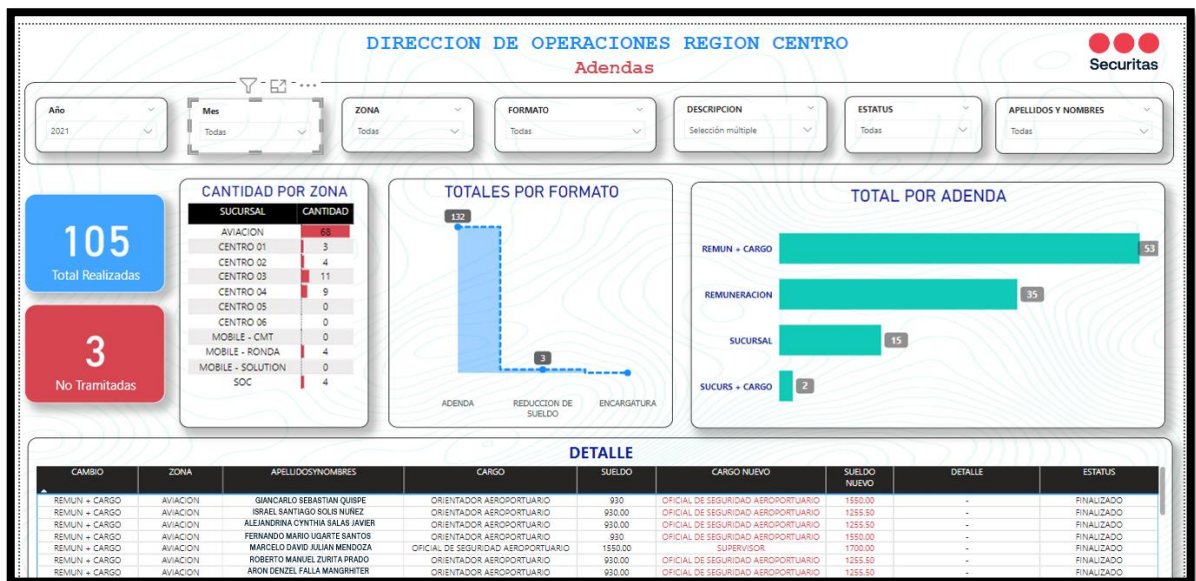 DIRECCION DE OPERACIONES REGION CENTRO
Adendas
Securitas
Año
2021
Mes
Todas
ZONA
Todas
FORMATO
Todas
DESCRIPCION
Selección múltiple
ESTATUS
Todas
APELLIDOS Y NOMBRES
Todas
105
Total Realizadas
3
No Tramitadas
CANTIDAD POR ZONA
SUCURSAL CANTIDAD
AVIACION 68
CENTRO 01 3
CENTRO 02 4
CENTRO 03 11
CENTRO 04 9
CENTRO 05 0
CENTRO 06 0
MOBILE - CMT 0
MOBILE - RONDA 4
MOBILE - SOLUTION 0
SOC 4
TOTALES POR FORMATO
132
3
ADENDA REDUCCION DE SUELDO ENCARGATURA
TOTAL POR ADENDA
REMUN + CARGO 53
REMUNERACION 35
SUCURSAL 15
SUCURS + CARGO 2
DETALLE
CAMBIO ZONA APELLIDOSYNOMBRES CARGO SUELDO CARGO NUEVO SUELDO NUEVO DETALLE ESTATUS
REMUN + CARGO AVIACION GIANCARLO SEBASTIAN QUISPE ORIENTADOR AEROPORTUARIO 930 OFICIAL DE SEGURIDAD AEROPORTUARIO 1550.00 - FINALIZADO
REMUN + CARGO AVIACION ISRAEL SANTIAGO SOLIS NUÑEZ ORIENTADOR AEROPORTUARIO 930.00 OFICIAL DE SEGURIDAD AEROPORTUARIO 1255.50 - FINALIZADO
REMUN + CARGO AVIACION ALEJANDRINA CYNTHIA SALAS JAVIER ORIENTADOR AEROPORTUARIO 930.00 OFICIAL DE SEGURIDAD AEROPORTUARIO 1255.50 - FINALIZADO
REMUN + CARGO AVIACION FERNANDO MARIO UGARTE SANTOS ORIENTADOR AEROPORTUARIO 930 OFICIAL DE SEGURIDAD AEROPORTUARIO 1550.00 - FINALIZADO
REMUN + CARGO AVIACION MARCELO DAVID JULIAN MENDOZA OFICIAL DE SEGURIDAD AEROPORTUARIO 1550.00 SUPERVISOR 1700.00 - FINALIZADO
REMUN + CARGO AVIACION ROBERTO MANUEL ZURITA PRADO ORIENTADOR AEROPORTUARIO 930.00 OFICIAL DE SEGURIDAD AEROPORTUARIO 1255.50 - FINALIZADO
REMUN + CARGO AVIACION ARON DENZEL FALLA MANGRHITER ORIENTADOR AEROPORTUARIO 930.00 OFICIAL DE SEGURIDAD AEROPORTUARIO 1255.50 - FINALIZADO